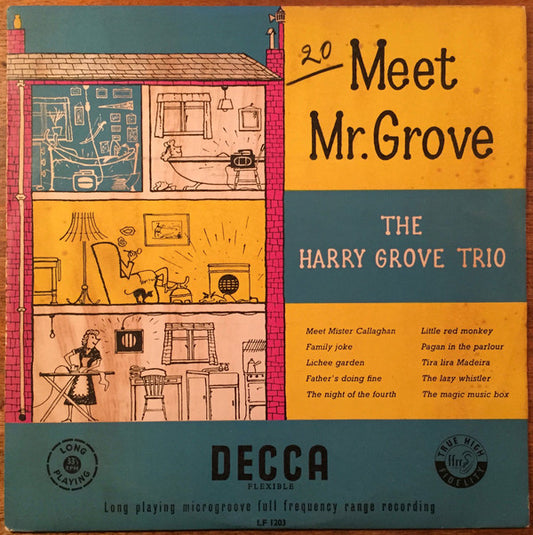 20
Meet
Mr. Grove
THE
HARRY GROVE TRIO
Meet Mister Callaghan
Family joke
Lichee garden
Father's doing fine
The night of the fourth
Little red monkey
Pagan in the parlour
Tira lira Madeira
The lazy whistler
The magic music box
LONG
33
PLAYING
DECCA
FLEXIBLE
TRUE HIGH
ffrr
FIDELITY
Long playing microgroove full frequency range recording
LF 1203